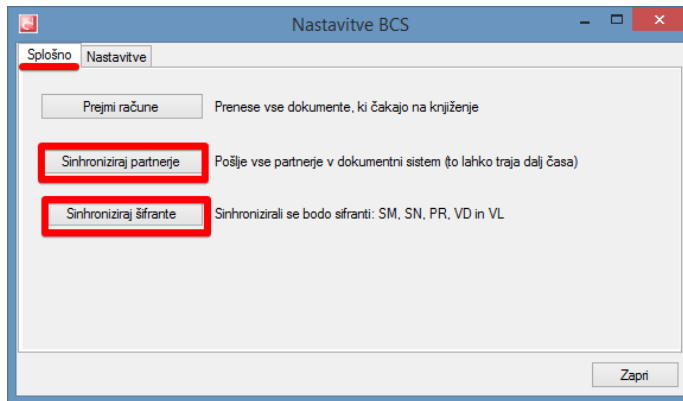 Nastavitve BCS
Splošno Nastavitve
Prejmi račune Prenese vse dokumente, ki čakajo na knjiženje
Sinhroniziraj partnerje Pošlje vse partnerje v dokumentni sistem (to lahko traja dalj časa)
Sinhroniziraj šifrante Sinhronizirali se bodo sifranti: SM, SN, PR, VD in VL
Zapri